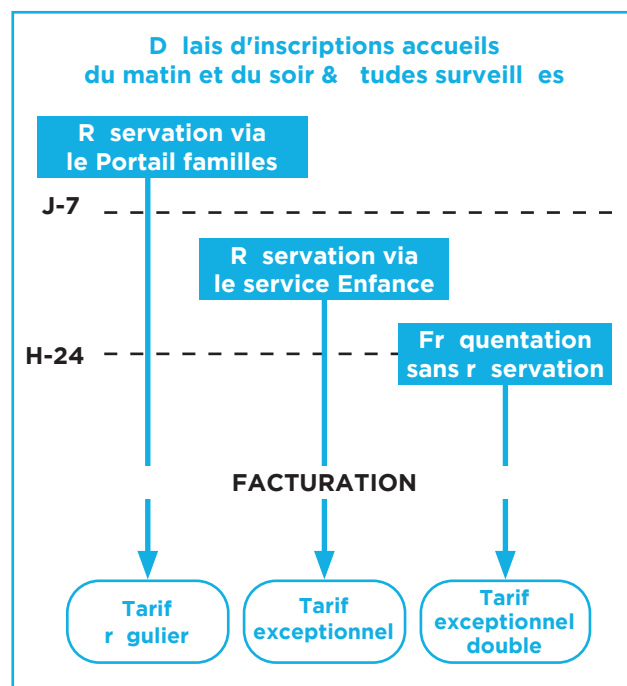 D lais d'inscriptions accueils
du matin et du soir & tudes surveill es
R servation via
le Portail familles
J-7
R servation via
le service Enfance
H-24
Fr quentation
sans r servation
FACTURATION
Tarif
r gulier
Tarif
exceptionnel
Tarif
exceptionnel
double